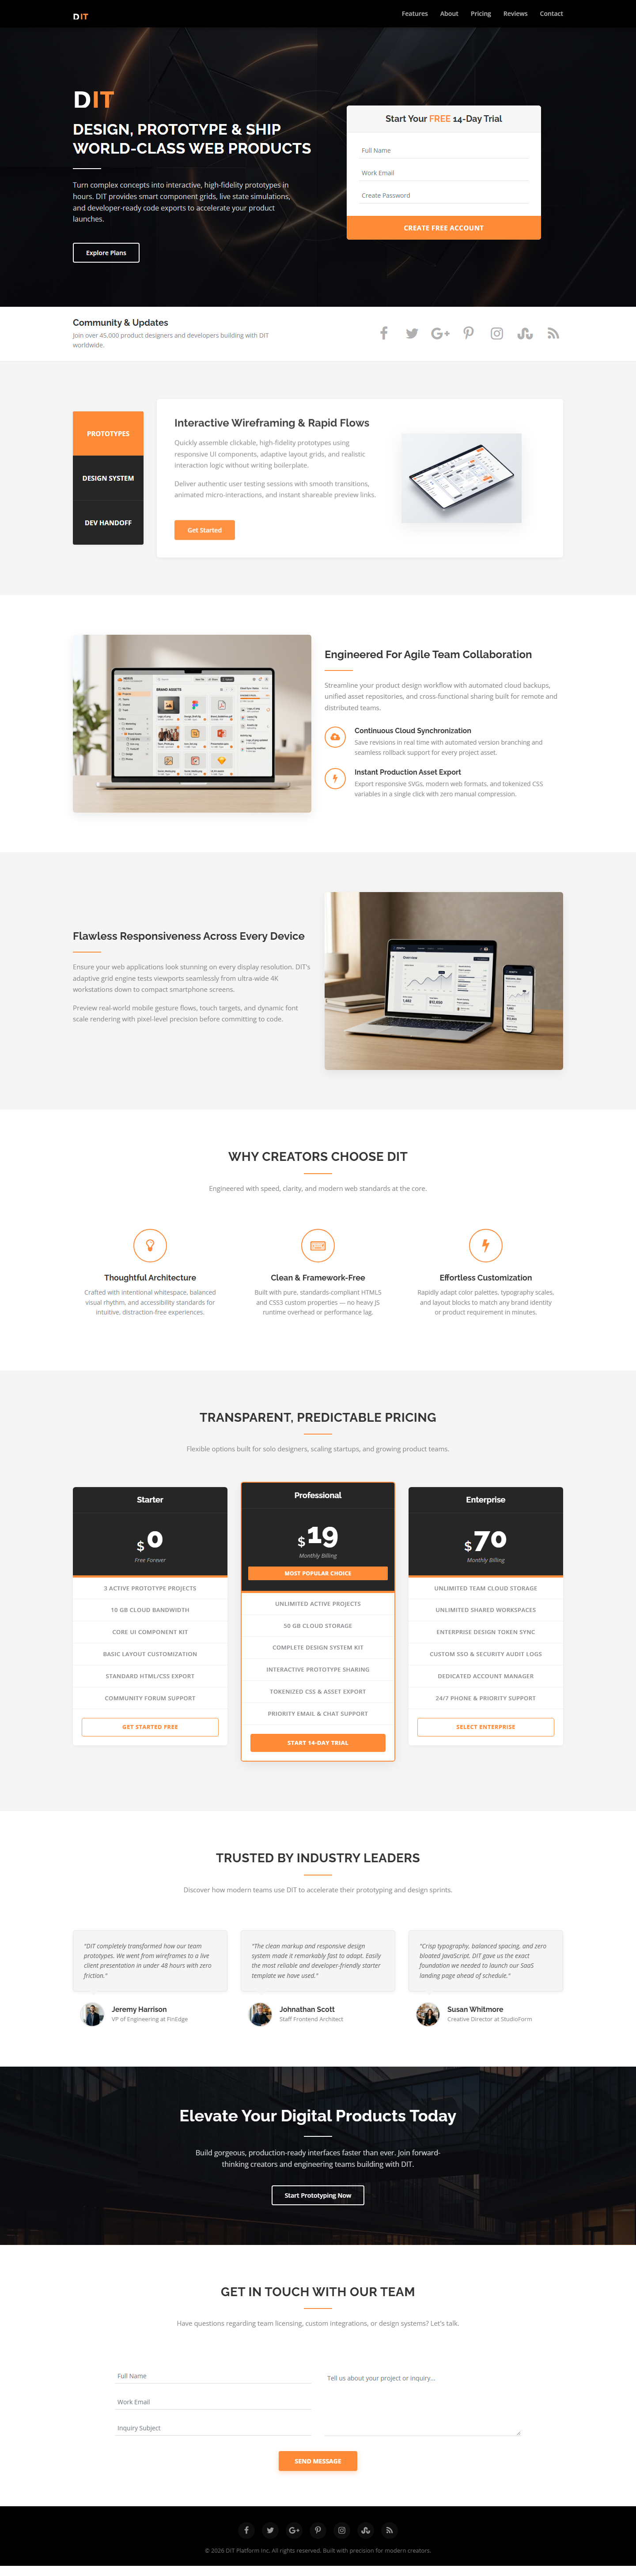 DIT
Features About Pricing Reviews Contact
DIT
DESIGN, PROTOTYPE & SHIP
WORLD-CLASS WEB PRODUCTS
Turn complex concepts into interactive, high-fidelity prototypes in
hours. DIT provides smart component grids, live state simulations,
and developer-ready code exports to accelerate your product
launches.
Explore Plans
Start Your FREE 14-Day Trial
Full Name
Work Email
Create Password
CREATE FREE ACCOUNT
Community & Updates
Join over 45,000 product designers and developers building with DIT
worldwide.
PROTOTYPES
DESIGN SYSTEM
DEV HANDOFF
Interactive Wireframing & Rapid Flows
Quickly assemble clickable, high-fidelity prototypes using
responsive UI components, adaptive layout grids, and realistic
interaction logic without writing boilerplate.
Deliver authentic user testing sessions with smooth transitions,
animated micro-interactions, and instant shareable preview links.
Get Started
BRAND ASSETS
Engineered For Agile Team Collaboration
Streamline your product design workflow with automated cloud backups,
unified asset repositories, and cross-functional sharing built for remote and
distributed teams.
Continuous Cloud Synchronization
Save revisions in real time with automated version branching and
seamless rollback support for every project asset.
Instant Production Asset Export
Export responsive SVGs, modern web formats, and tokenized CSS
variables in a single click with zero manual compression.
Flawless Responsiveness Across Every Device
Ensure your web applications look stunning on every display resolution. DIT's
adaptive grid engine tests viewports seamlessly from ultra-wide 4K
workstations down to compact smartphone screens.
Preview real-world mobile gesture flows, touch targets, and dynamic font
scale rendering with pixel-level precision before committing to code.
Overview
WHY CREATORS CHOOSE DIT
Engineered with speed, clarity, and modern web standards at the core.
Thoughtful Architecture
Crafted with intentional whitespace, balanced
visual rhythm, and accessibility standards for
intuitive, distraction-free experiences.
Clean & Framework-Free
Built with pure, standards-compliant HTML5
and CSS3 custom properties — no heavy JS
runtime overhead or performance lag.
Effortless Customization
Rapidly adapt color palettes, typography scales,
and layout blocks to match any brand identity
or product requirement in minutes.
TRANSPARENT, PREDICTABLE PRICING
Flexible options built for solo designers, scaling startups, and growing product teams.
Starter
$0
Free Forever
3 ACTIVE PROTOTYPE PROJECTS
10 GB CLOUD BANDWIDTH
CORE UI COMPONENT KIT
BASIC LAYOUT CUSTOMIZATION
STANDARD HTML/CSS EXPORT
COMMUNITY FORUM SUPPORT
GET STARTED FREE
Professional
$19
Monthly Billing
MOST POPULAR CHOICE
UNLIMITED ACTIVE PROJECTS
50 GB CLOUD STORAGE
COMPLETE DESIGN SYSTEM KIT
INTERACTIVE PROTOTYPE SHARING
TOKENIZED CSS & ASSET EXPORT
PRIORITY EMAIL & CHAT SUPPORT
START 14-DAY TRIAL
Enterprise
$70
Monthly Billing
UNLIMITED TEAM CLOUD STORAGE
UNLIMITED SHARED WORKSPACES
ENTERPRISE DESIGN TOKEN SYNC
CUSTOM SSO & SECURITY AUDIT LOGS
DEDICATED ACCOUNT MANAGER
24/7 PHONE & PRIORITY SUPPORT
SELECT ENTERPRISE
TRUSTED BY INDUSTRY LEADERS
Discover how modern teams use DIT to accelerate their prototyping and design sprints.
"DIT completely transformed how our team
prototypes. We went from wireframes to a live
client presentation in under 48 hours with zero
friction."
Jeremy Harrison
VP of Engineering at FinEdge
"The clean markup and responsive design
system made it remarkably fast to adapt. Easily
the most reliable and developer-friendly starter
template we have used."
Johnathan Scott
Staff Frontend Architect
"Crisp typography, balanced spacing, and zero
bloated JavaScript. DIT gave us the exact
foundation we needed to launch our SaaS
landing page ahead of schedule."
Susan Whitmore
Creative Director at StudioForm
Elevate Your Digital Products Today
Build gorgeous, production-ready interfaces faster than ever. Join forward-
thinking creators and engineering teams building with DIT.
Start Prototyping Now
GET IN TOUCH WITH OUR TEAM
Have questions regarding team licensing, custom integrations, or design systems? Let's talk.
Full Name
Work Email
Inquiry Subject
Tell us about your project or inquiry...
SEND MESSAGE
© 2026 DIT Platform Inc. All rights reserved. Built with precision for modern creators.